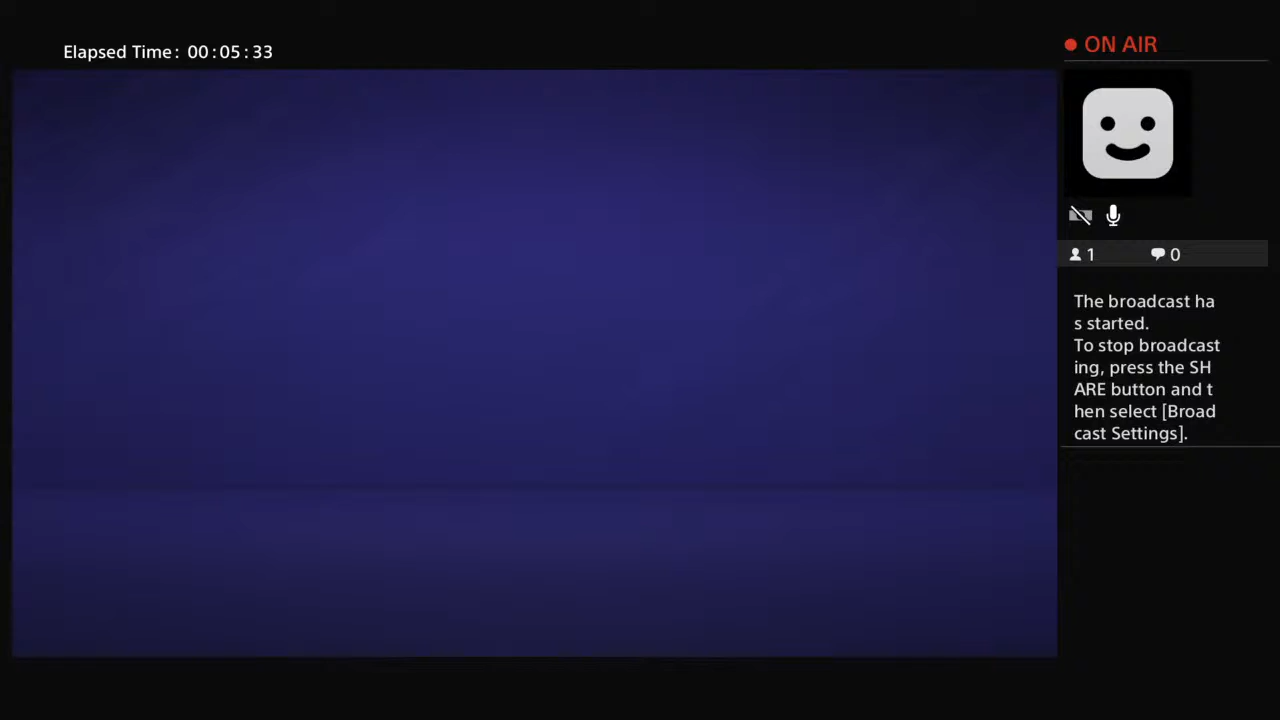 Elapsed Time: 00:05:33
ON AIR
1 0
The broadcast ha
s started.
To stop broadcast
ing, press the SH
ARE button and t
hen select [Broad
cast Settings].